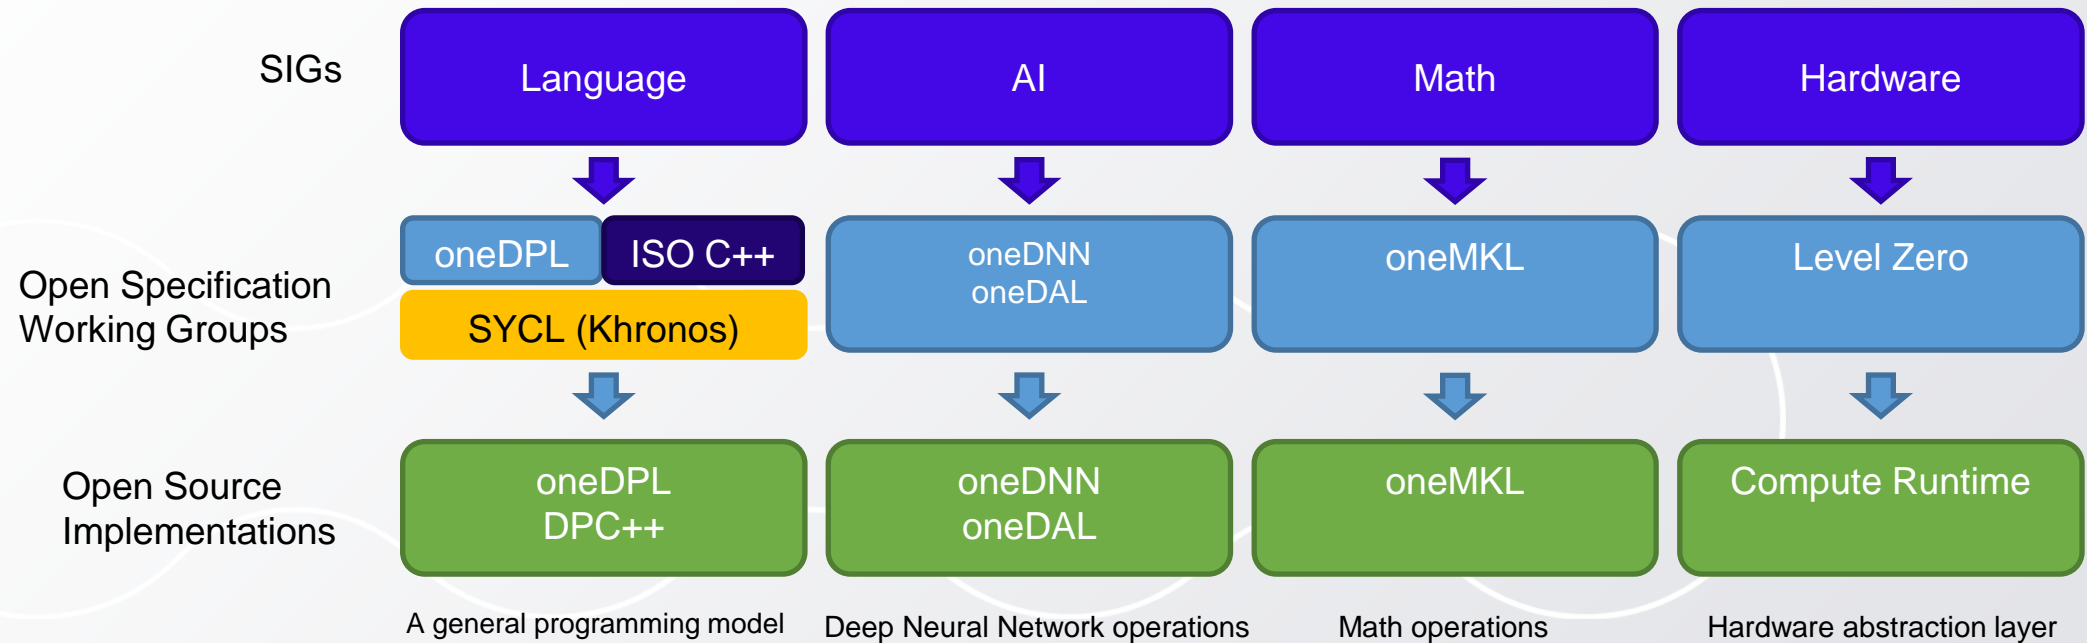 SIGs
Language
AI
Math
Hardware
Open Specification
Working Groups
oneDPL
ISO C++
SYCL (Khronos)
oneDNN
oneDAL
oneMKL
Level Zero
Open Source
Implementations
oneDPL
DPC++
oneDNN
oneDAL
oneMKL
Compute Runtime
A general programming model
Deep Neural Network operations
Math operations
Hardware abstraction layer